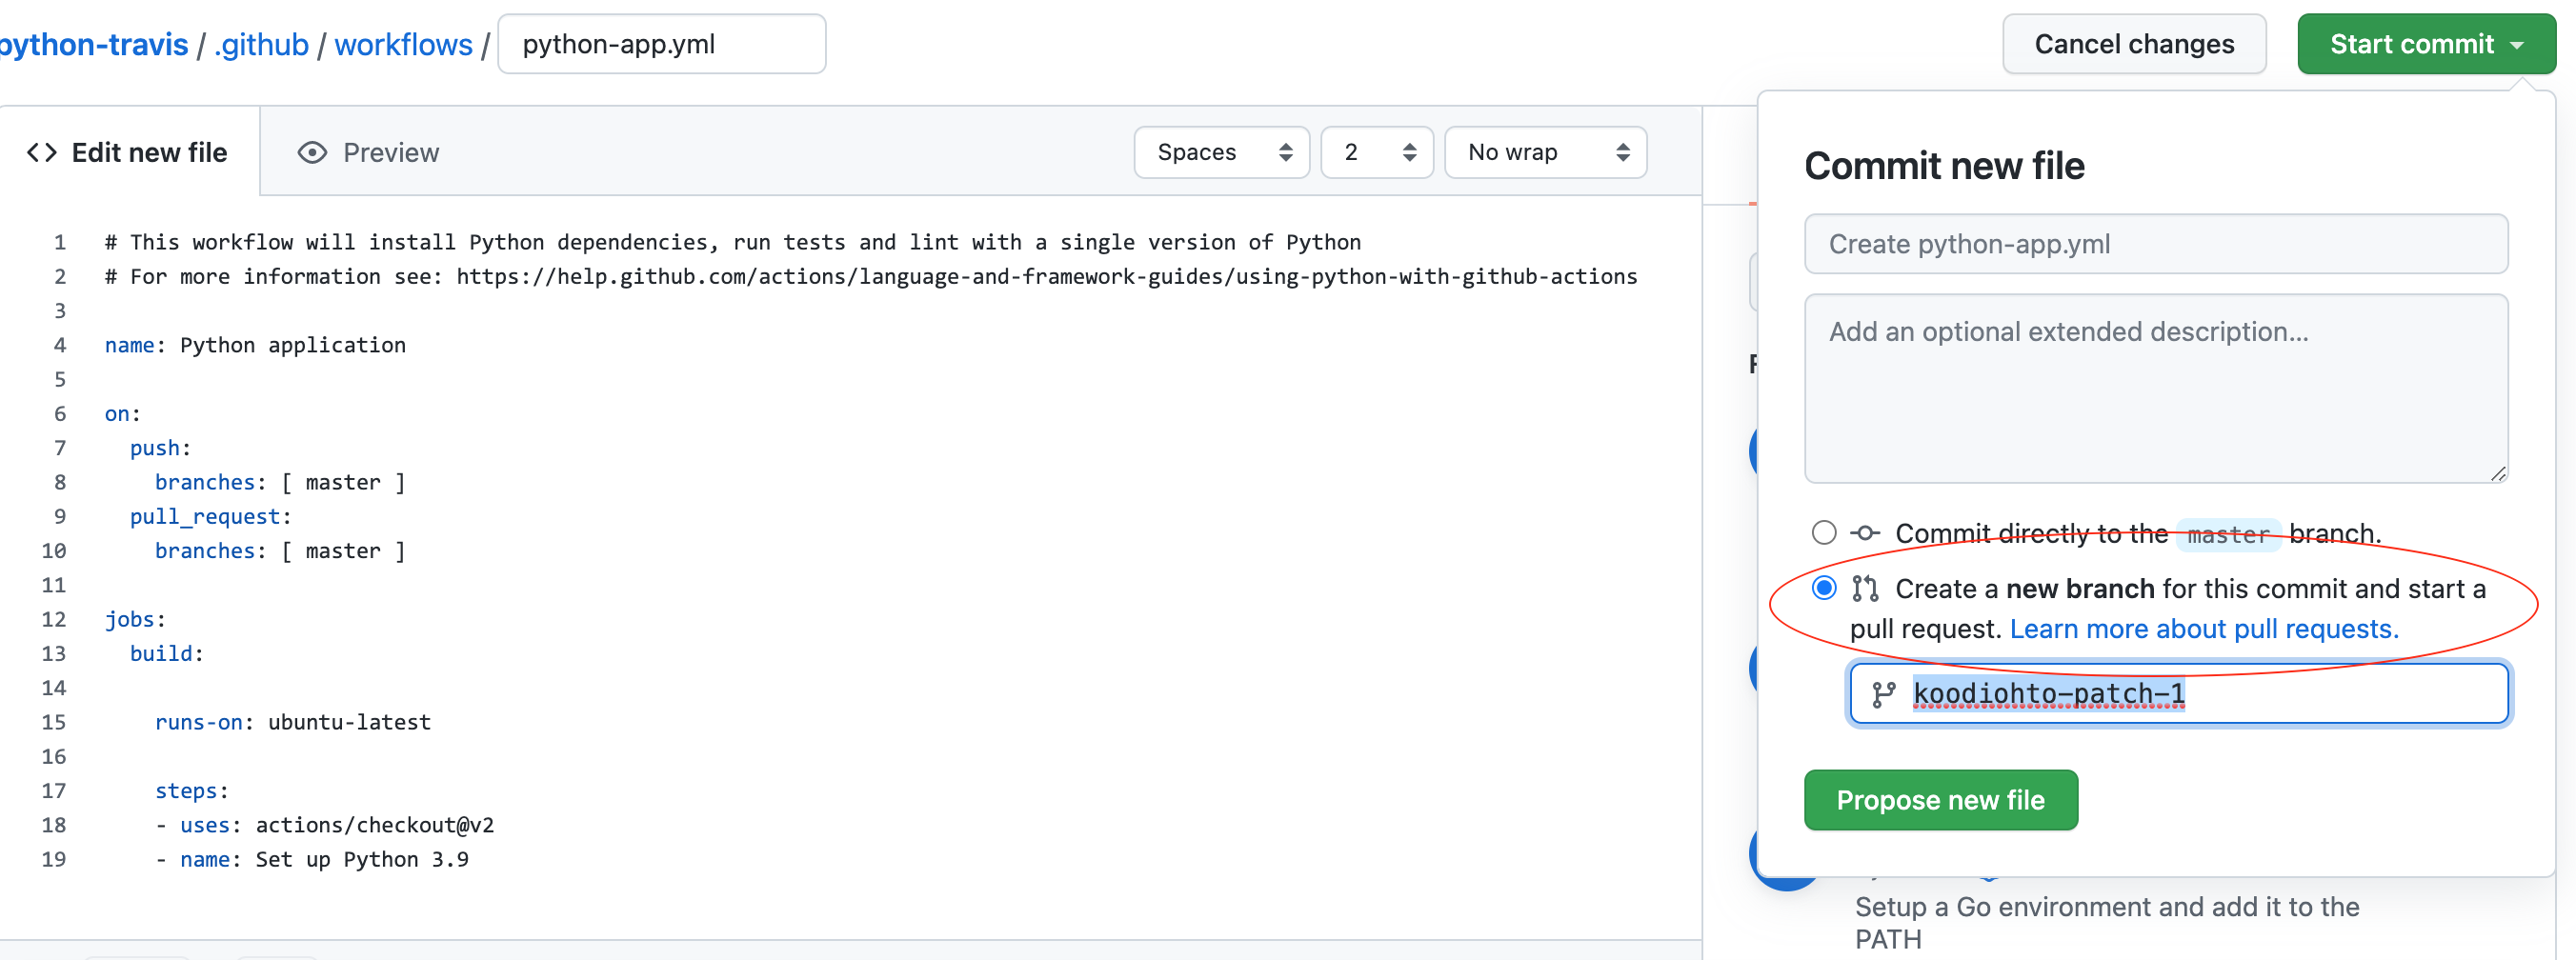 python-travis / .github / workflows / python-app.yml
Cancel changes
Start commit
Edit new file
Preview
Spaces
2
No wrap
1 # This workflow will install Python dependencies, run tests and lint with a single version of Python
2 # For more information see: https://help.github.com/actions/language-and-framework-guides/using-python-with-github-actions
3
4 name: Python application
5
6 on:
7 push:
8 branches: [ master ]
9 pull_request:
10 branches: [ master ]
11
12 jobs:
13 build:
14
15 runs-on: ubuntu-latest
16
17 steps:
18 - uses: actions/checkout@v2
19 - name: Set up Python 3.9
Commit new file
Create python-app.yml
Add an optional extended description...
Commit directly to the master branch.
Create a new branch for this commit and start a
pull request. Learn more about pull requests.
koodiohto-patch-1
Propose new file
Setup a Go environment and add it to the
PATH